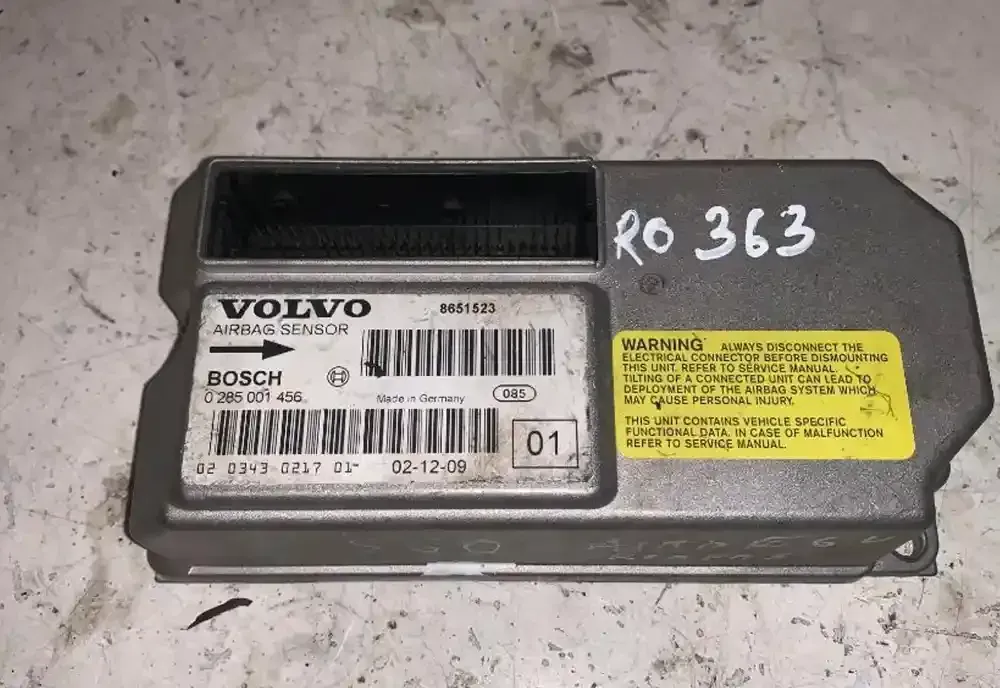 RO 363
VOLVO
8651523
AIRBAG SENSOR
BOSCH
0 285 001 456
Made in Germany
085
01
02 0343 0217 01
02-12-09
WARNING ALWAYS DISCONNECT THE
ELECTRICAL CONNECTOR BEFORE DISMOUNTING
THIS UNIT. REFER TO SERVICE MANUAL.
TILTING OF A CONNECTED UNIT CAN LEAD TO
DEPLOYMENT OF THE AIRBAG SYSTEM WHICH
MAY CAUSE PERSONAL INJURY.
THIS UNIT CONTAINS VEHICLE SPECIFIC
FUNCTIONAL DATA. IN CASE OF MALFUNCTION
REFER TO SERVICE MANUAL.